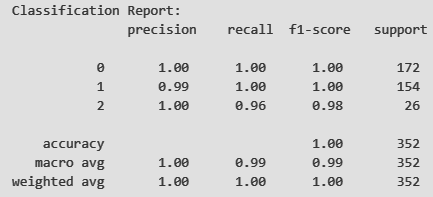 Classification Report:
precision recall f1-score support
0 1.00 1.00 1.00 172
1 0.99 1.00 1.00 154
2 1.00 0.96 0.98 26
accuracy 1.00 352
macro avg 1.00 0.99 0.99 352
weighted avg 1.00 1.00 1.00 352